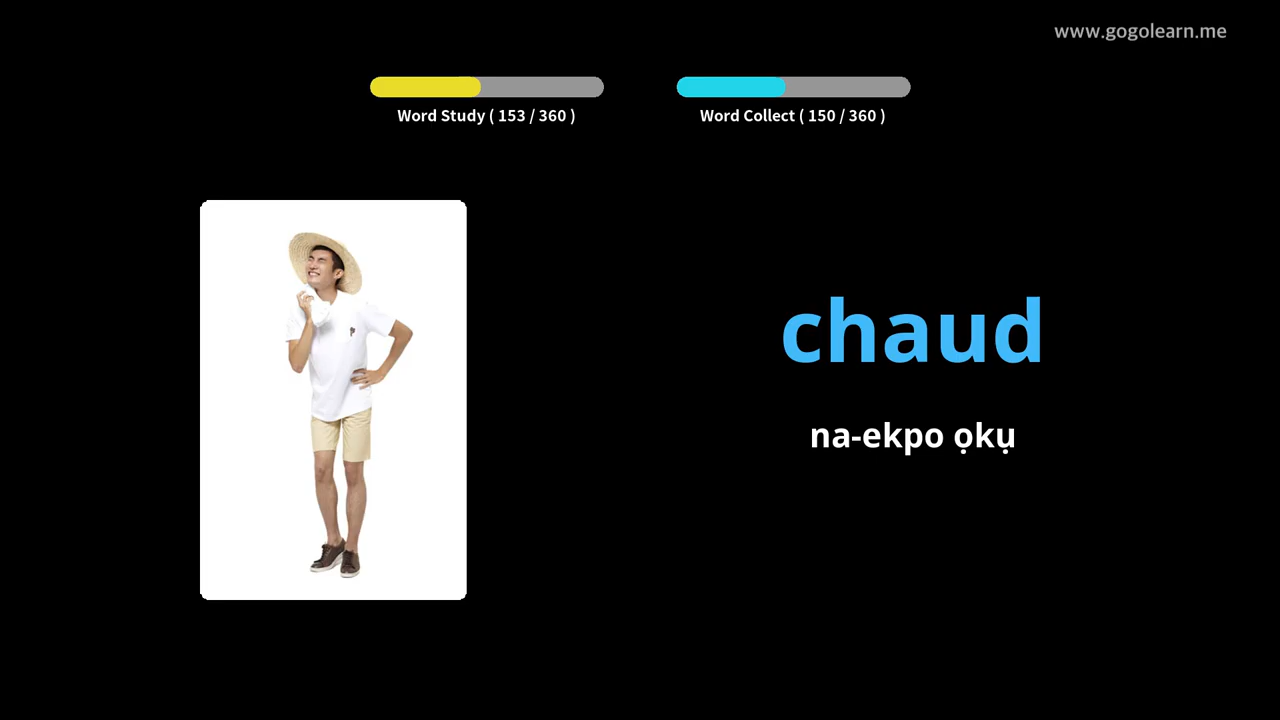 www.gogolearn.me
Word Study ( 153 / 360 )
Word Collect ( 150 / 360 )
chaud
na-ekpo ọkụ